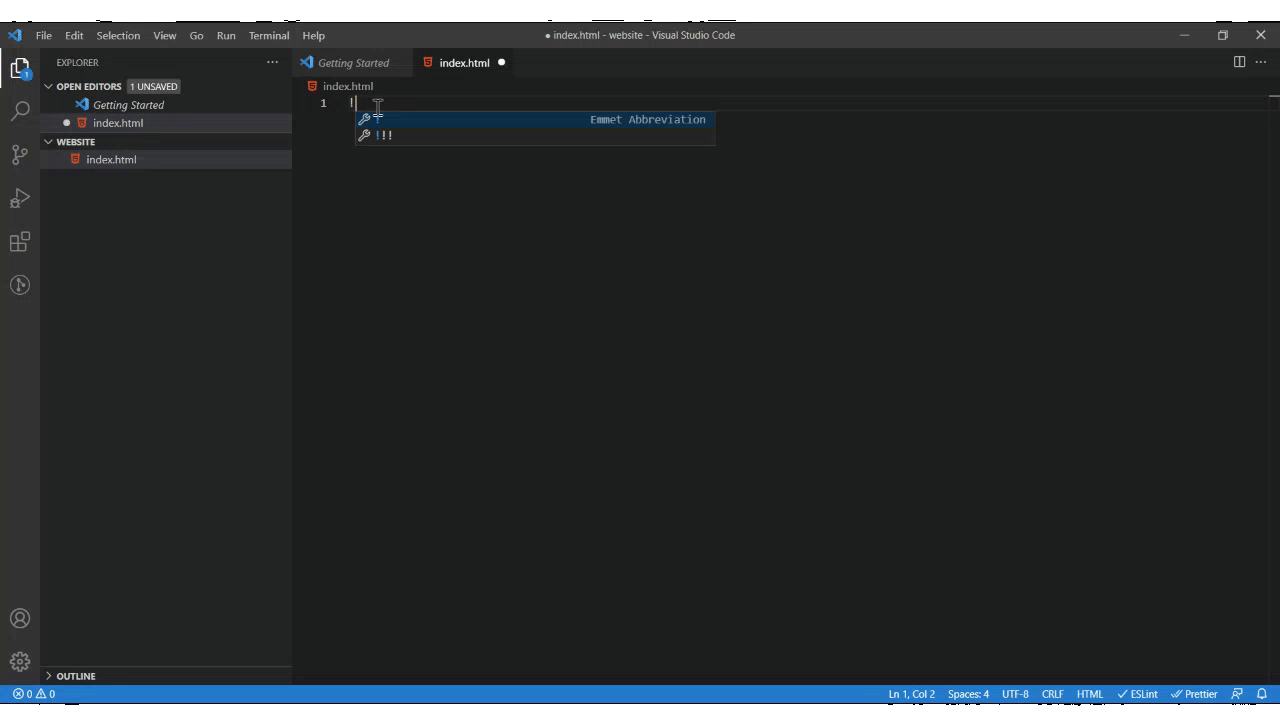 File Edit Selection View Go Run Terminal Help
● index.html - website - Visual Studio Code
EXPLORER
OPEN EDITORS 1 UNSAVED
Getting Started
index.html
WEBSITE
index.html
OUTLINE
Getting Started
index.html
index.html
1 !
! Emmet Abbreviation
!!!
1
0 0
Ln 1, Col 2 Spaces: 4 UTF-8 CRLF HTML ESLint Prettier